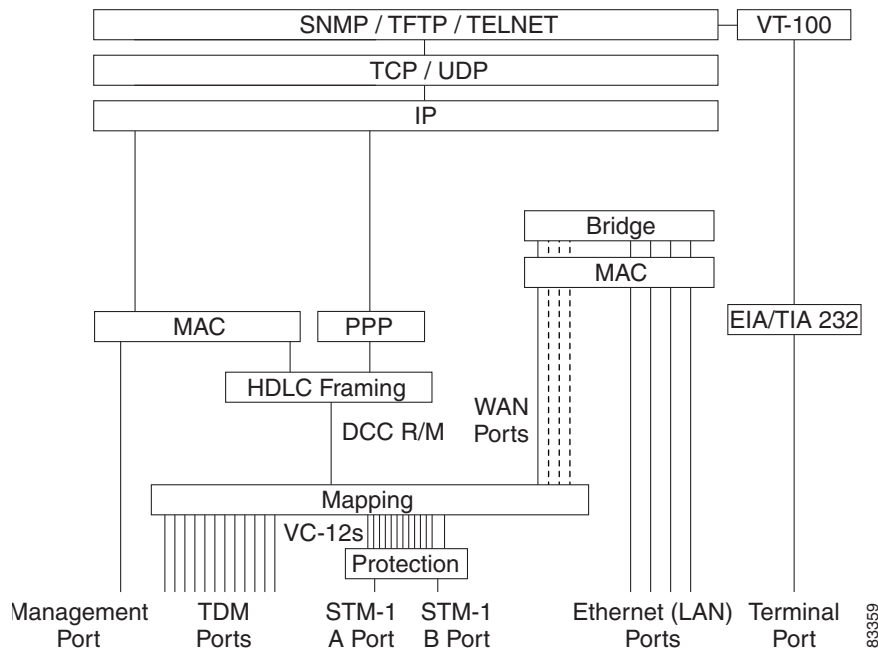 SNMP / TFTP / TELNET
VT-100
TCP / UDP
IP
Bridge
MAC
MAC
PPP
EIA/TIA 232
HDLC Framing
WAN
Ports
DCC R/M
Mapping
VC-12s
Protection
Management
Port
TDM
Ports
STM-1
A Port
STM-1
B Port
Ethernet (LAN)
Ports
Terminal
Port
83359